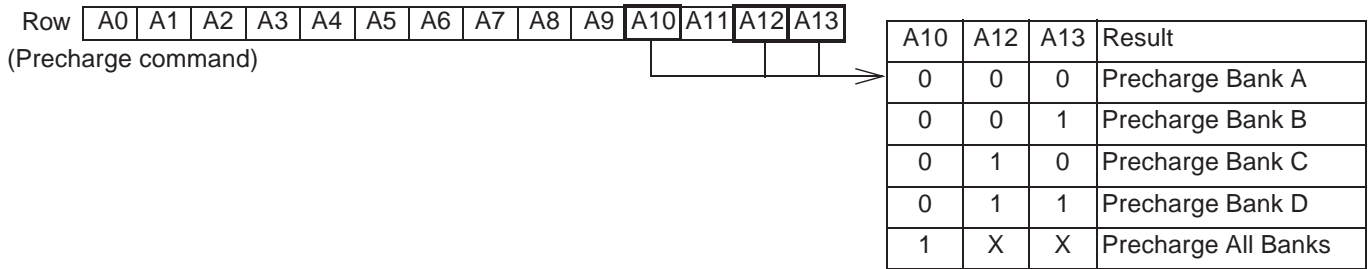 Row A0 A1 A2 A3 A4 A5 A6 A7 A8 A9 A10 A11 A12 A13
(Precharge command)
A10 A12 A13 Result
0 0 0 Precharge Bank A
0 0 1 Precharge Bank B
0 1 0 Precharge Bank C
0 1 1 Precharge Bank D
1 X X Precharge All Banks